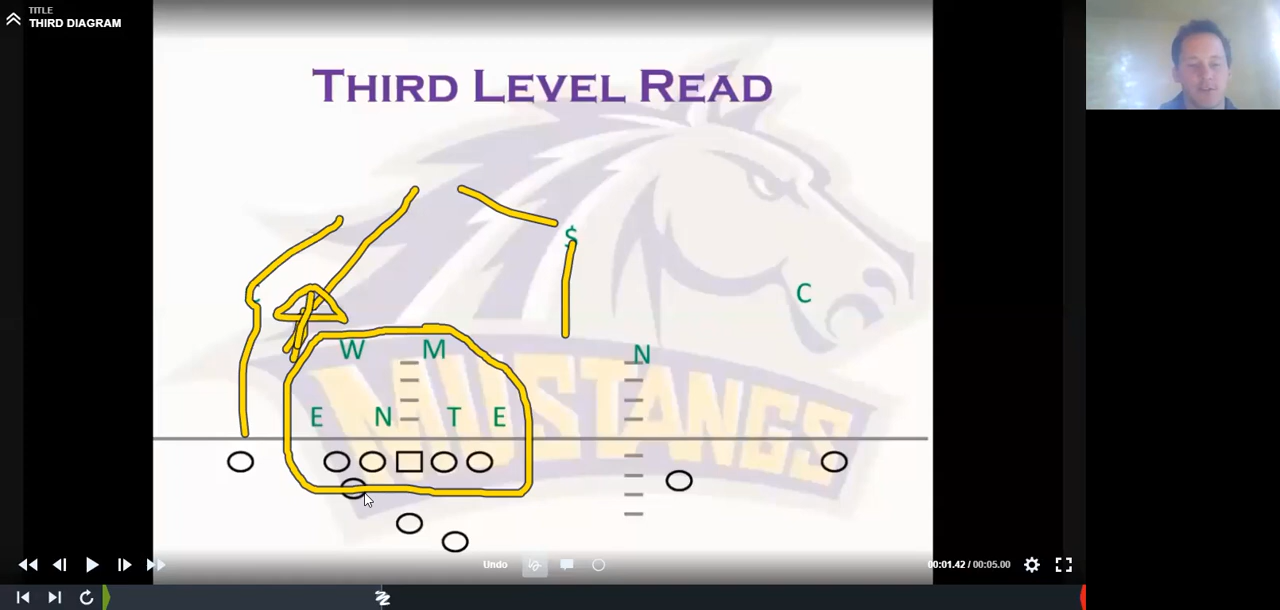 TITLE
THIRD DIAGRAM
THIRD LEVEL READ
$
C
W M
N
E N T E
MUSTANGS
Undo
00:01.42 / 00:05.00